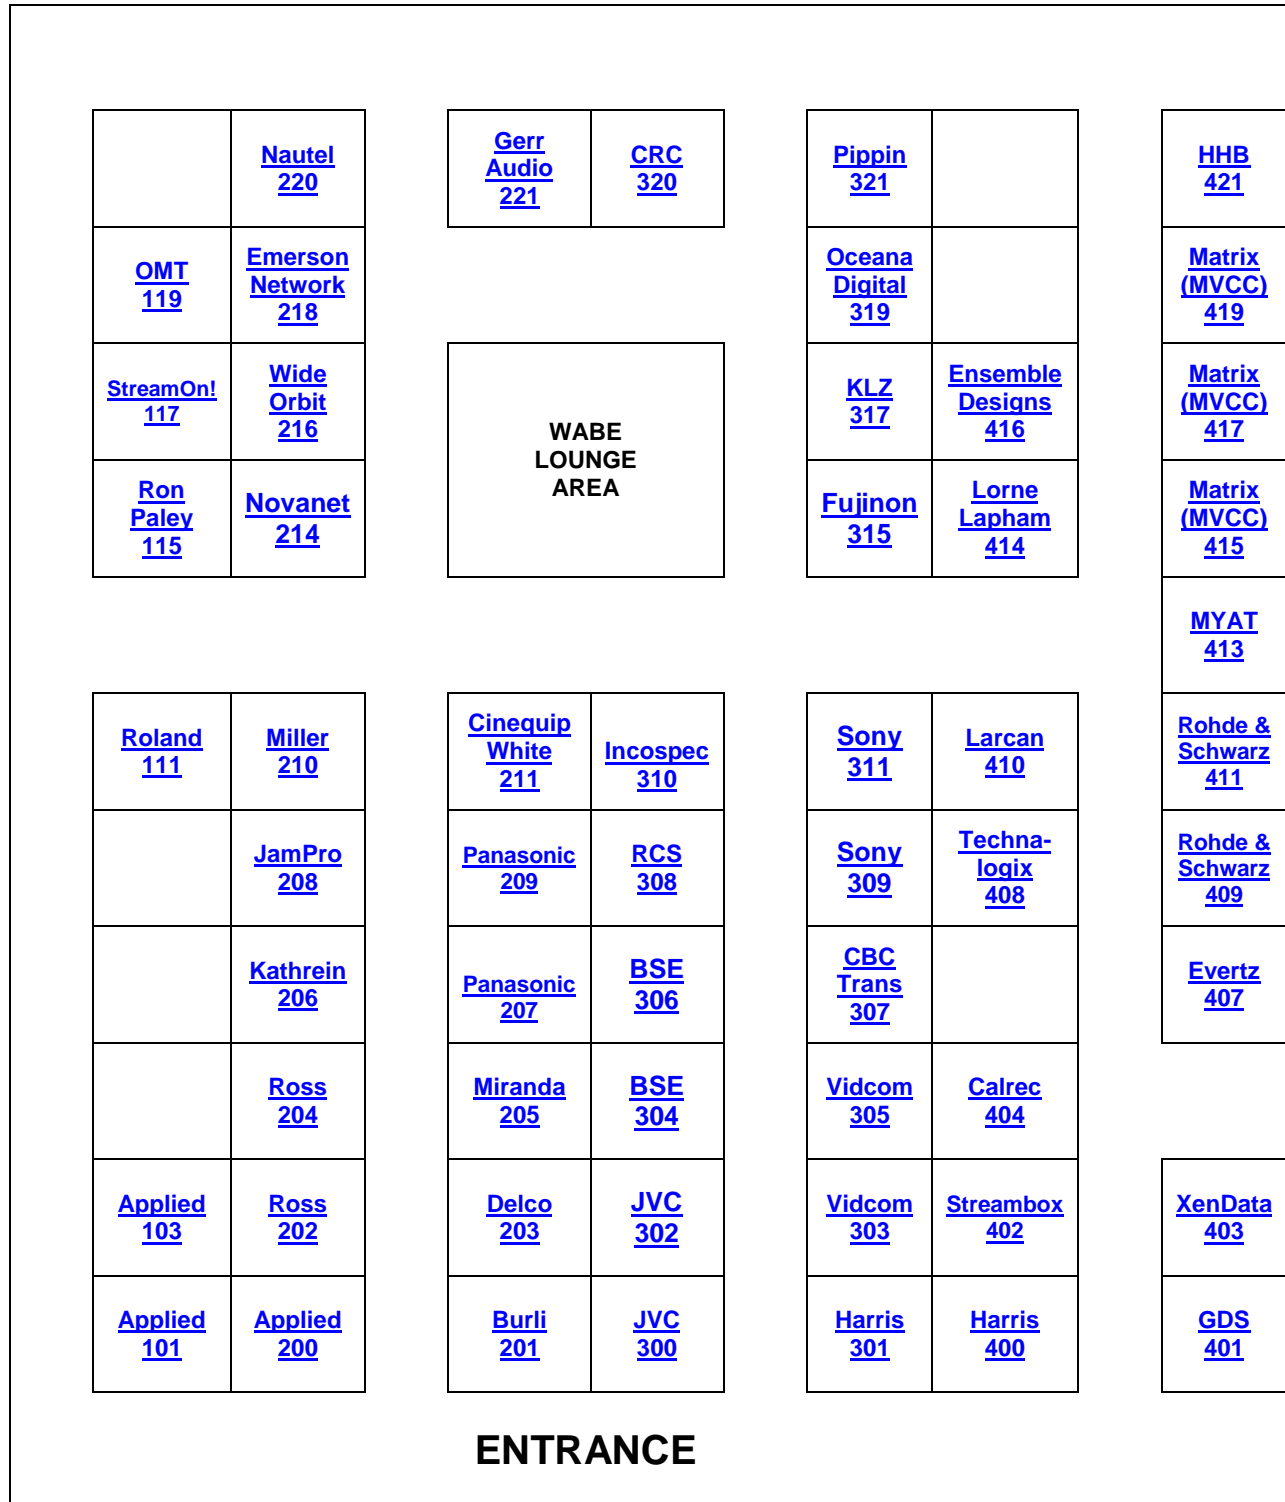 Nautel
220
Gerr
Audio
221
CRC
320
Pippin
321
HHB
421
OMT
119
Emerson
Network
218
Oceana
Digital
319
Matrix
(MVCC)
419
StreamOn!
117
Wide
Orbit
216
WABE
LOUNGE
AREA
KLZ
317
Ensemble
Designs
416
Matrix
(MVCC)
417
Ron
Paley
115
Novanet
214
Fujinon
315
Lorne
Lapham
414
Matrix
(MVCC)
415
MYAT
413
Roland
111
Miller
210
Cinequip
White
211
Incospec
310
Sony
311
Larcan
410
Rohde &
Schwarz
411
JamPro
208
Panasonic
209
RCS
308
Sony
309
Techna-
logix
408
Rohde &
Schwarz
409
Kathrein
206
Panasonic
207
BSE
306
CBC
Trans
307
Evertz
407
Ross
204
Miranda
205
BSE
304
Vidcom
305
Calrec
404
Applied
103
Ross
202
Delco
203
JVC
302
Vidcom
303
Streambox
402
XenData
403
Applied
101
Applied
200
Burli
201
JVC
300
Harris
301
Harris
400
GDS
401
ENTRANCE